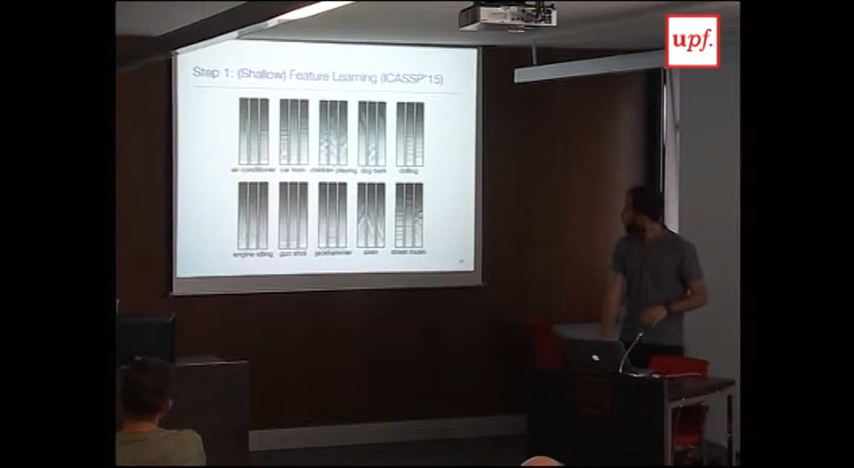 upf.
Step 1: (Shallow) Feature Learning (ICASSP'15)
air conditioner car horn children playing dog bark drilling
engine idling gun shot jackhammer siren street music